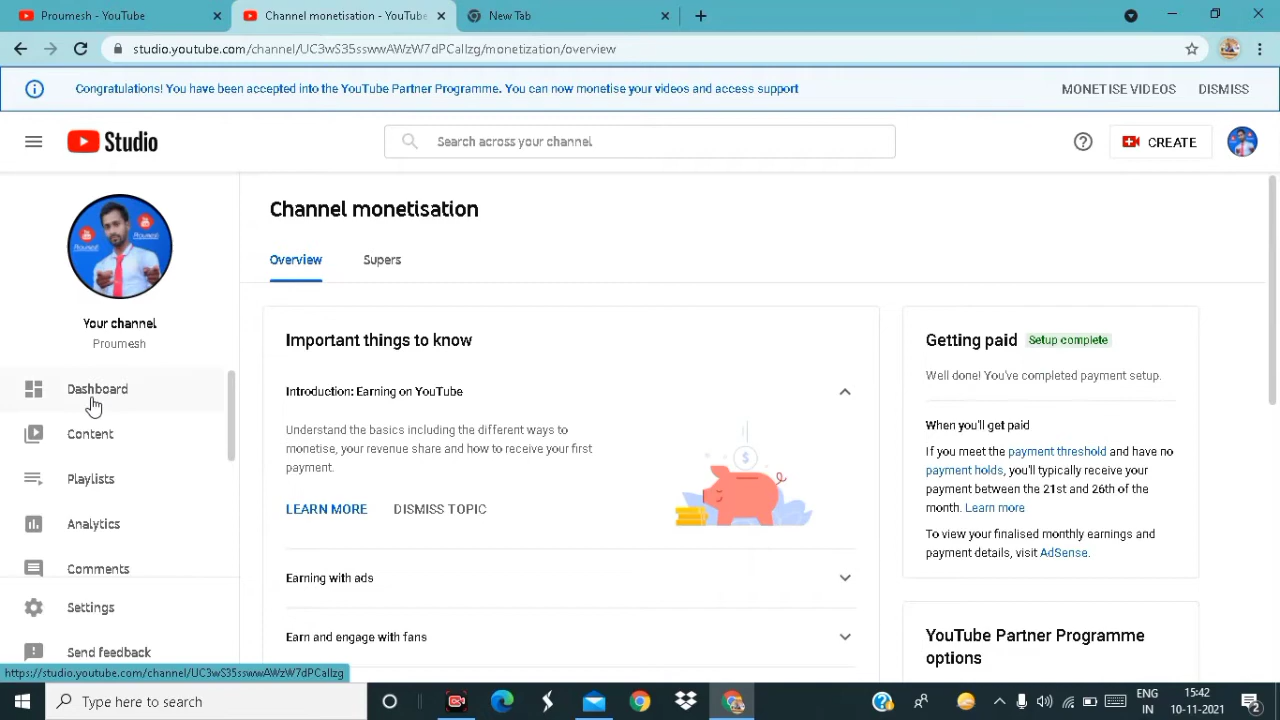 Proumesh - YouTube
Channel monetisation - YouTube
New Tab
studio.youtube.com/channel/UC3wS35sswwAWzW7dPCaIlzg/monetization/overview
Congratulations! You have been accepted into the YouTube Partner Programme. You can now monetise your videos and access support
MONETISE VIDEOS
DISMISS
Studio
Search across your channel
CREATE
Your channel
Proumesh
Dashboard
Content
Playlists
Analytics
Comments
Settings
Send feedback
Channel monetisation
Overview
Supers
Important things to know
Introduction: Earning on YouTube
Understand the basics including the different ways to
monetise, your revenue share and how to receive your first
payment.
LEARN MORE
DISMISS TOPIC
Earning with ads
Earn and engage with fans
Getting paid
Setup complete
Well done! You've completed payment setup.
When you'll get paid
If you meet the payment threshold and have no
payment holds, you'll typically receive your
payment between the 21st and 26th of the
month. Learn more
To view your finalised monthly earnings and
payment details, visit AdSense.
YouTube Partner Programme
options
https://studio.youtube.com/channel/UC3wS35sswwAWzW7dPCaIlzg
Type here to search
ENG
IN
15:42
10-11-2021
2